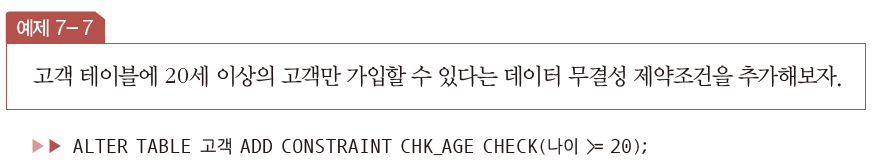 예제 7-7
고객 테이블에 20세 이상의 고객만 가입할 수 있다는 데이터 무결성 제약조건을 추가해보자.
▶▶ ALTER TABLE 고객 ADD CONSTRAINT CHK_AGE CHECK(나이 >= 20);